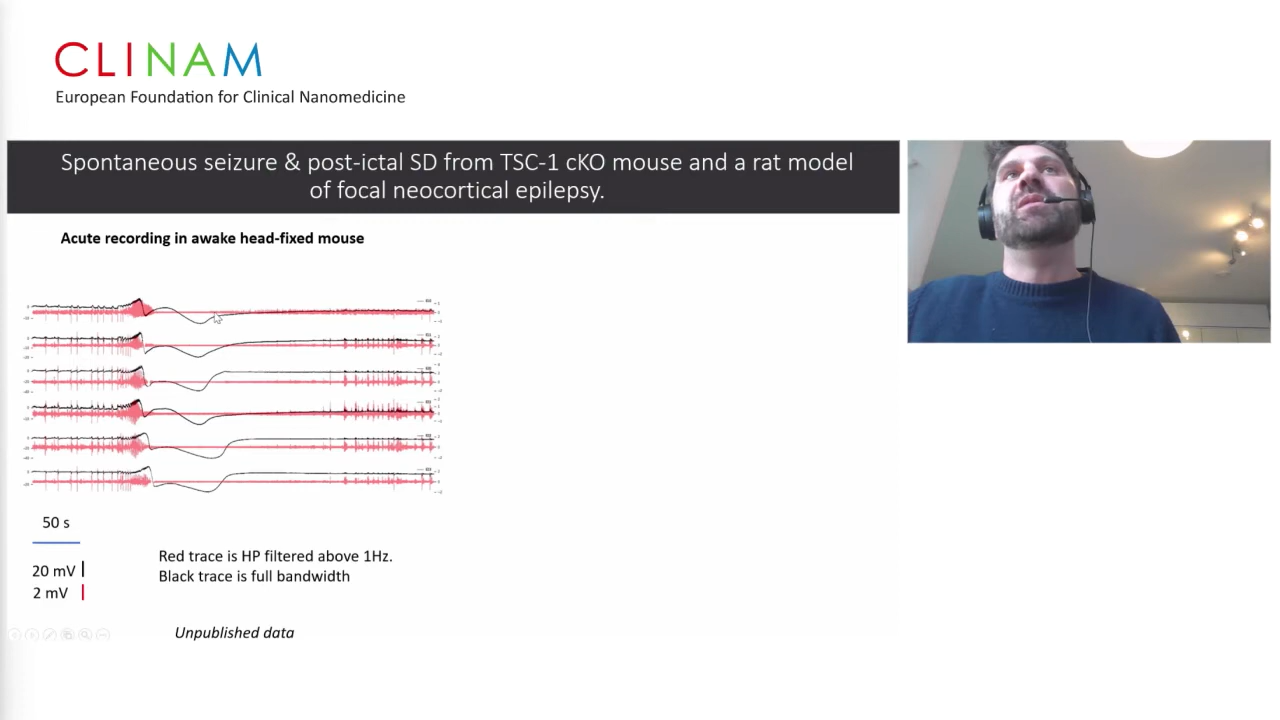 CLINAM
European Foundation for Clinical Nanomedicine
Spontaneous seizure & post-ictal SD from TSC-1 cKO mouse and a rat model
of focal neocortical epilepsy.
Acute recording in awake head-fixed mouse
50 s
20 mV
2 mV
Red trace is HP filtered above 1Hz.
Black trace is full bandwidth
Unpublished data